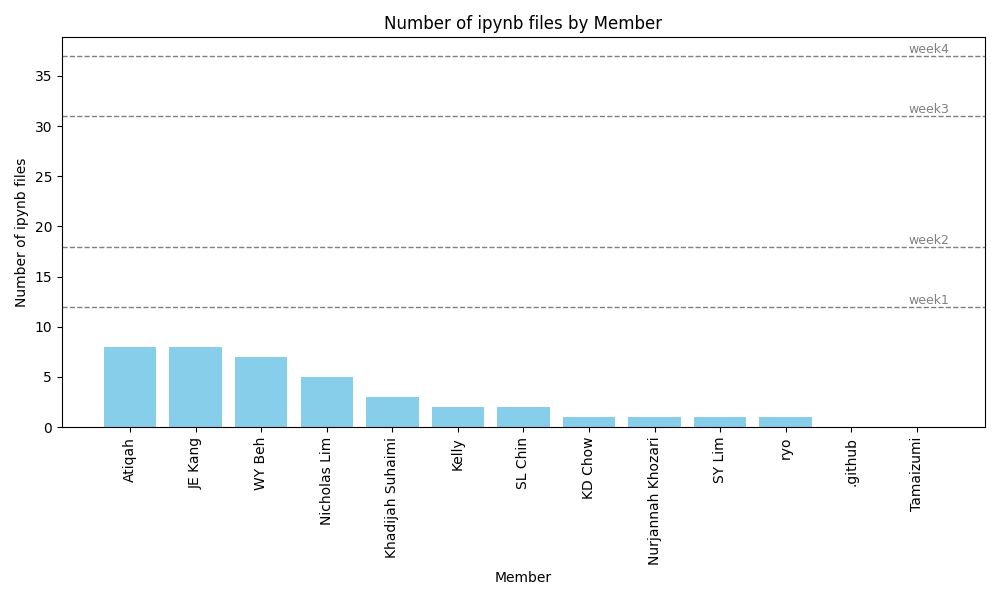 Number of ipynb files by Member
Number of ipynb files
35
30
25
20
15
10
5
0
week4
week3
week2
week1
Atiqah
JE Kang
WY Beh
Nicholas Lim
Khadijah Suhaimi
Kelly
SL Chin
KD Chow
Nurjannah Khozari
SY Lim
ryo
.github
Tamaizumi
Member